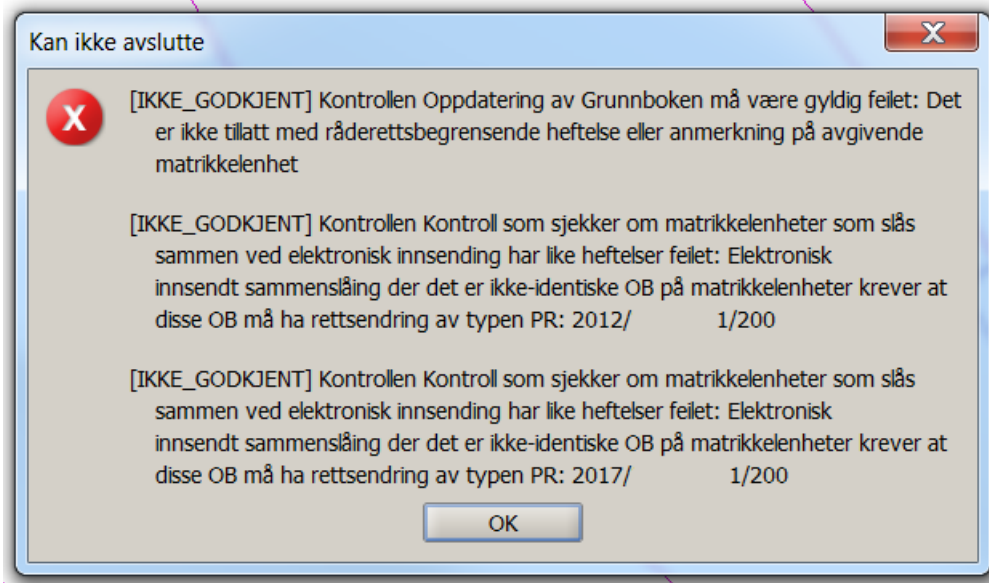 Kan ikke avslutte
[IKKE_GODKJENT] Kontrollen Oppdatering av Grunnboken må være gyldig feilet: Det
er ikke tillatt med råderettsbegrensende heftelse eller anmerkning på avgivende
matrikkelenhet
[IKKE_GODKJENT] Kontrollen Kontroll som sjekker om matrikkelenheter som slås
sammen ved elektronisk innsending har like heftelser feilet: Elektronisk
innsendt sammenslåing der det er ikke-identiske OB på matrikkelenheter krever at
disse OB må ha rettsendring av typen PR: 2012/ 1/200
[IKKE_GODKJENT] Kontrollen Kontroll som sjekker om matrikkelenheter som slås
sammen ved elektronisk innsending har like heftelser feilet: Elektronisk
innsendt sammenslåing der det er ikke-identiske OB på matrikkelenheter krever at
disse OB må ha rettsendring av typen PR: 2017/ 1/200
OK